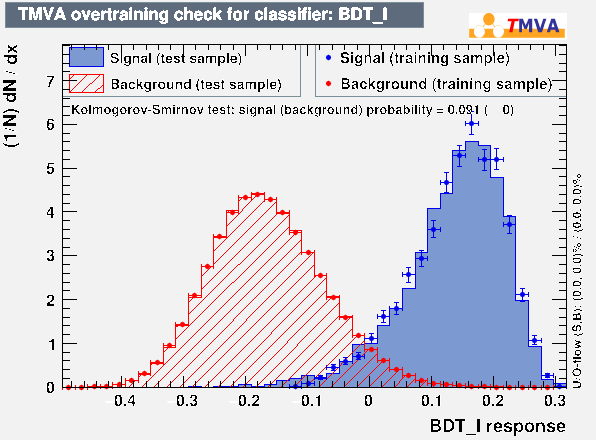 TMVA overtraining check for classifier: BDT_I
TMVA
Signal (test sample)
Background (test sample)
Signal (training sample)
Background (training sample)
Kolmogorov-Smirnov test: signal (background) probability = 0.091 ( 0)
(1/N) dN / dx
7
6
5
4
3
2
1
0
-0.4 -0.3 -0.2 -0.1 0 0.1 0.2 0.3
BDT_I response
U/O-flow (S,B): (0.0, 0.0)% / (0.0, 0.0)%